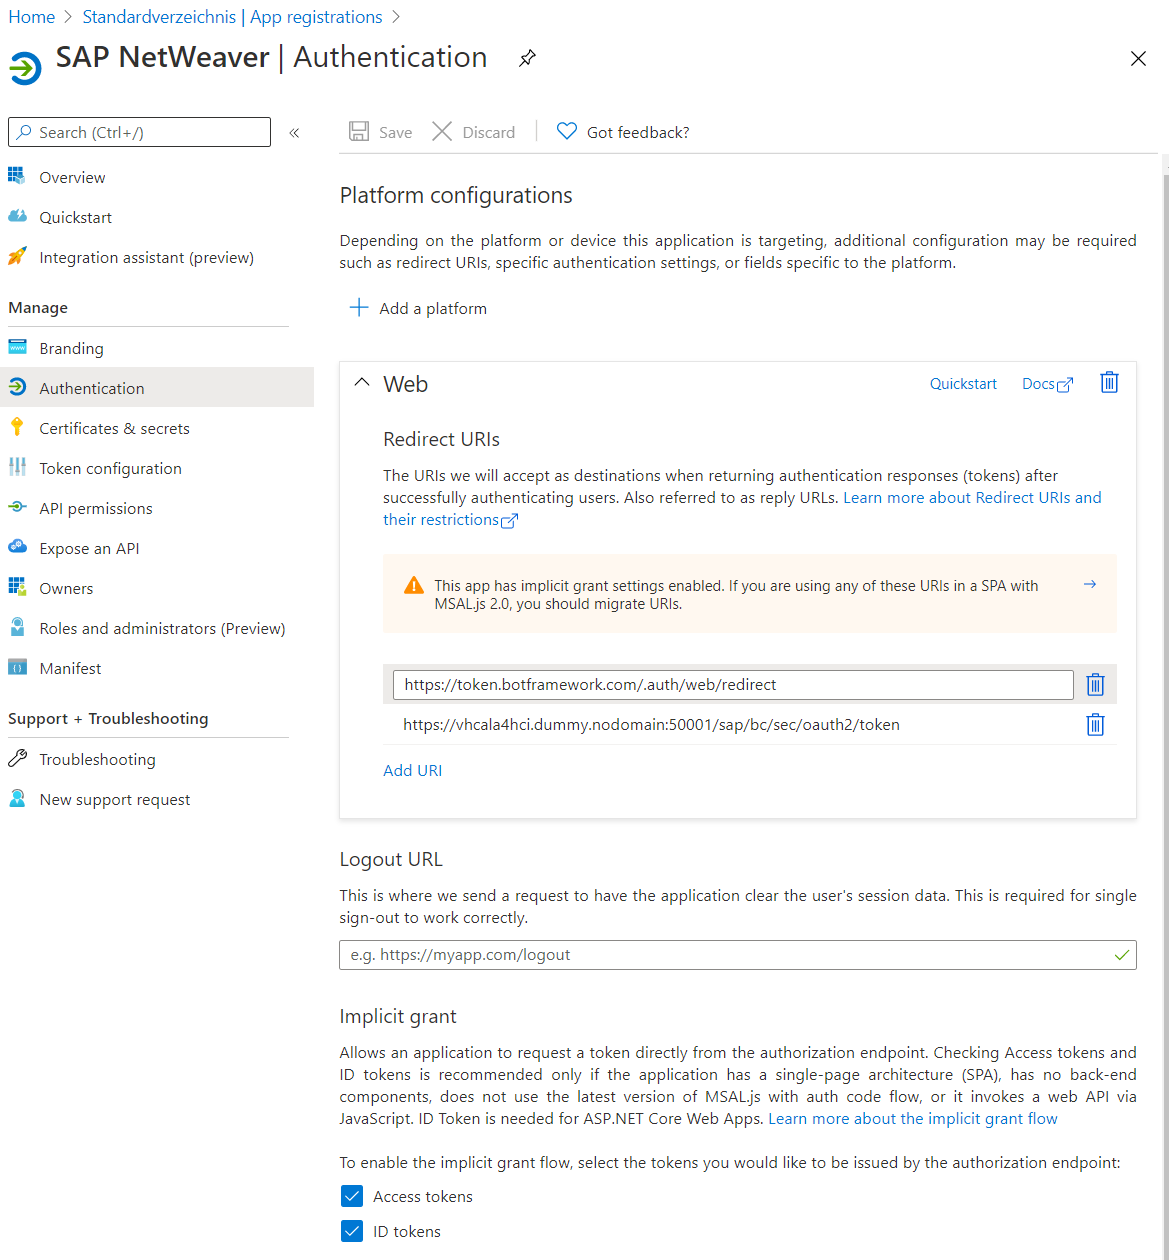 Home > Standardverzeichnis | App registrations >
SAP NetWeaver | Authentication
Search (Ctrl+/)
«
Save
Discard
Got feedback?
Overview
Quickstart
Integration assistant (preview)
Manage
Branding
Authentication
Certificates & secrets
Token configuration
API permissions
Expose an API
Owners
Roles and administrators (Preview)
Manifest
Support + Troubleshooting
Troubleshooting
New support request
Platform configurations
Depending on the platform or device this application is targeting, additional configuration may be required
such as redirect URIs, specific authentication settings, or fields specific to the platform.
Add a platform
Web
Quickstart
Docs
Redirect URIs
The URIs we will accept as destinations when returning authentication responses (tokens) after
successfully authenticating users. Also referred to as reply URLs. Learn more about Redirect URIs and
their restrictions
This app has implicit grant settings enabled. If you are using any of these URIs in a SPA with
MSAL.js 2.0, you should migrate URIs.
https://token.botframework.com/.auth/web/redirect
https://vhcala4hci.dummy.nodomain:50001/sap/bc/sec/oauth2/token
Add URI
Logout URL
This is where we send a request to have the application clear the user's session data. This is required for single
sign-out to work correctly.
e.g. https://myapp.com/logout
Implicit grant
Allows an application to request a token directly from the authorization endpoint. Checking Access tokens and
ID tokens is recommended only if the application has a single-page architecture (SPA), has no back-end
components, does not use the latest version of MSAL.js with auth code flow, or it invokes a web API via
JavaScript. ID Token is needed for ASP.NET Core Web Apps. Learn more about the implicit grant flow
To enable the implicit grant flow, select the tokens you would like to be issued by the authorization endpoint:
Access tokens
ID tokens